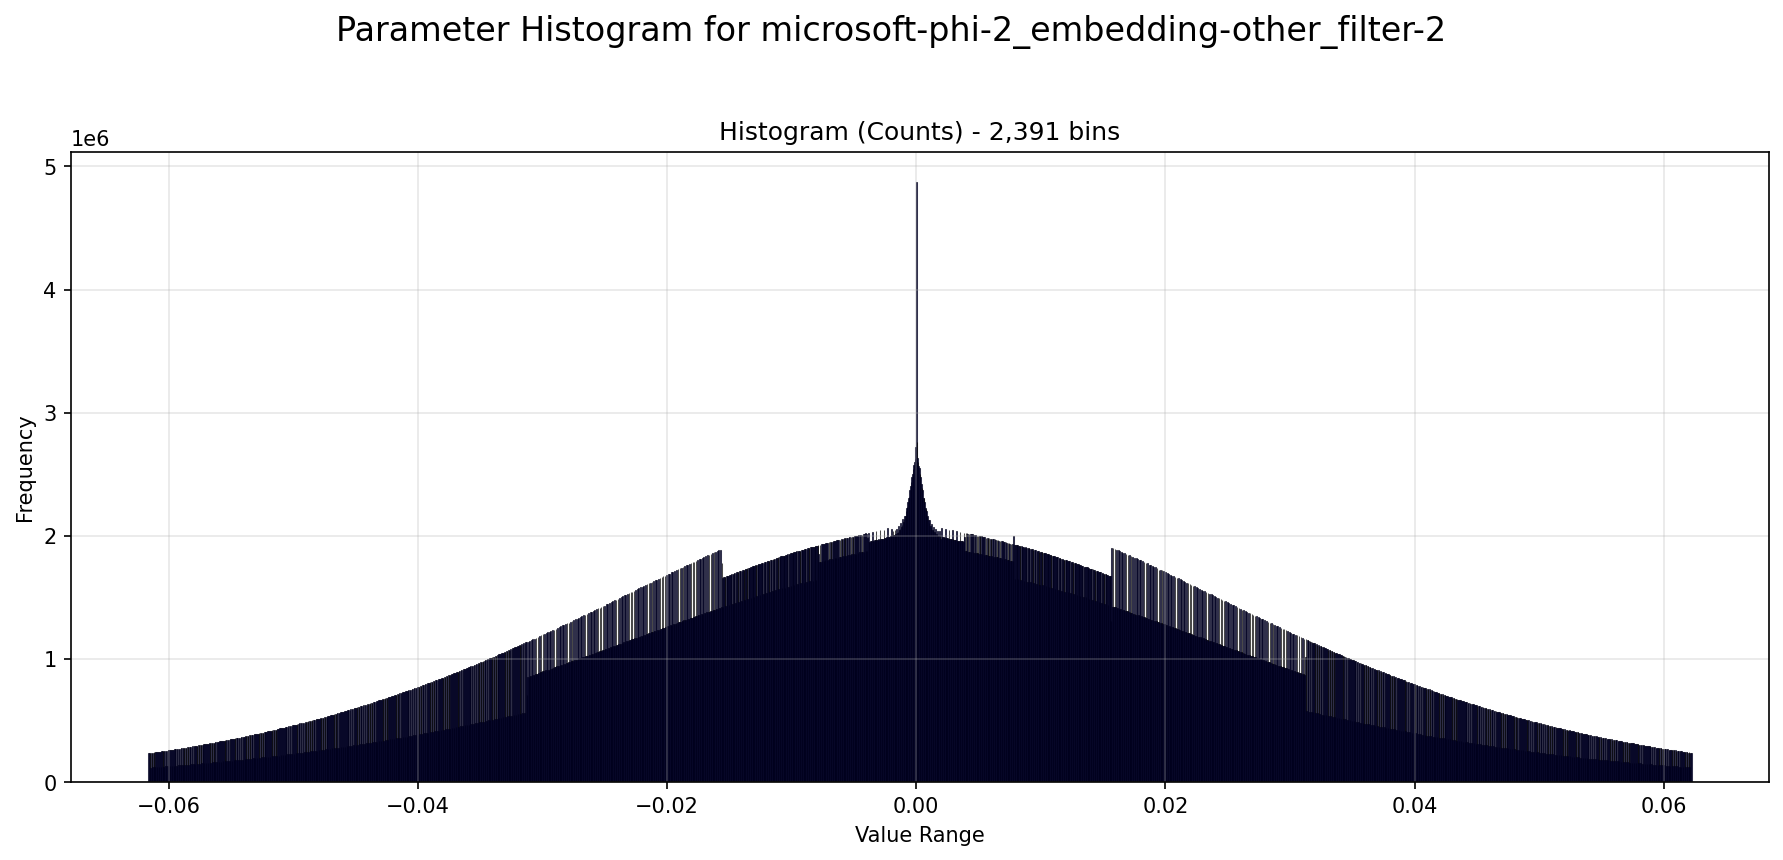 Parameter Histogram for microsoft-phi-2_embedding-other_filter-2
Histogram (Counts) - 2,391 bins
1e6
5
4
3
2
1
0
Frequency
−0.06
−0.04
−0.02
0.00
0.02
0.04
0.06
Value Range